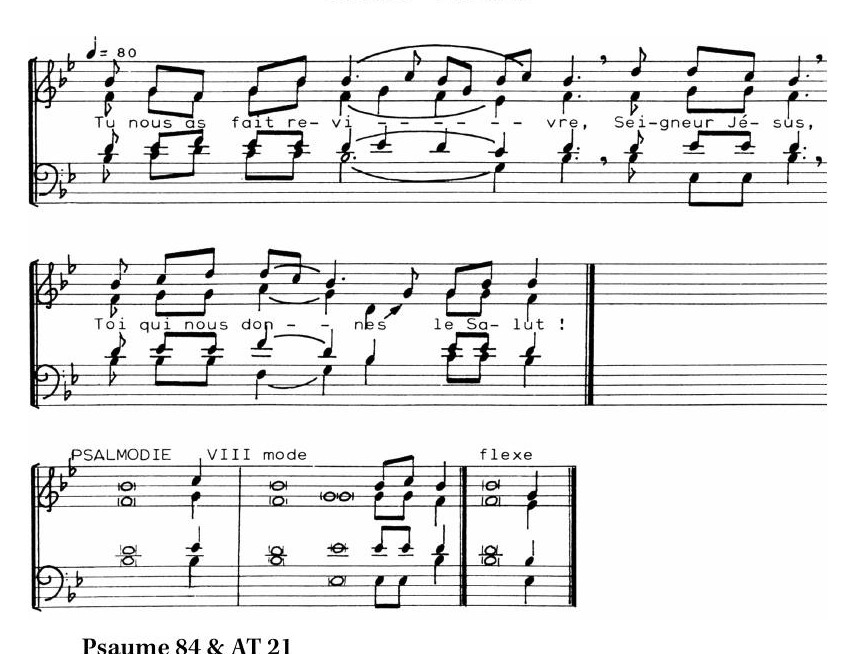 ♩= 80
Tu nous as fait re-vi - - - - - - - vre, Sei-gneur Jé- sus,
Toi qui nous don - - nes le Sa- lut !
PSALMODIE VIII mode flexe
Psaume 84 & AT 21